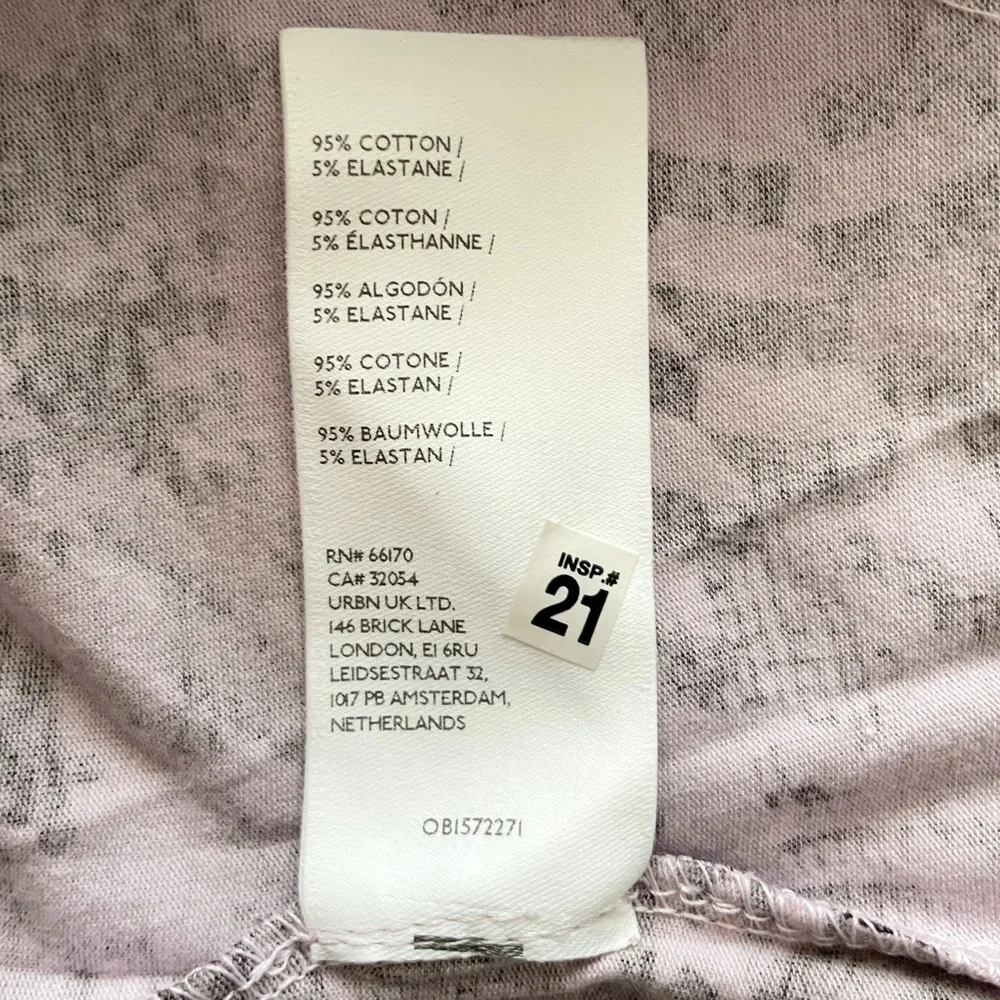 95% COTTON /
5% ELASTANE /
95% COTON /
5% ÉLASTHANNE /
95% ALGODÓN /
5% ELASTANE /
95% COTONE /
5% ELASTAN /
95% BAUMWOLLE /
5% ELASTAN /
RN# 66170
CA# 32054
URBN UK LTD.
146 BRICK LANE
LONDON, E1 6RU
LEIDSESTRAAT 32,
1017 PB AMSTERDAM,
NETHERLANDS
INSP.#
21
OB1572271